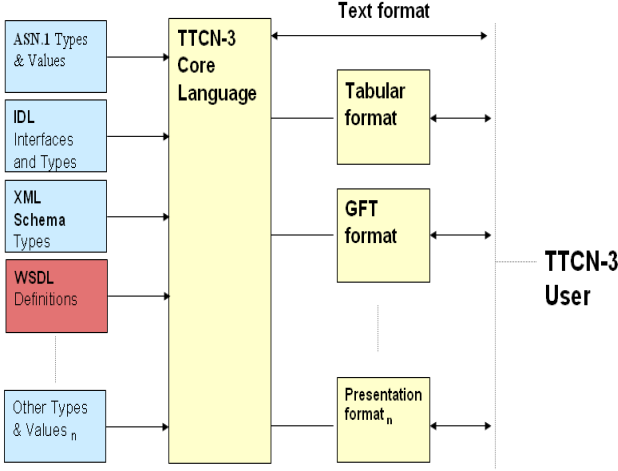 Text format
ASN.1 Types
& Values
IDL
Interfaces
and Types
XML
Schema
Types
WSDL
Definitions
Other Types
& Values n
TTCN-3
Core
Language
Tabular
format
GFT
format
Presentation
format n
TTCN-3
User